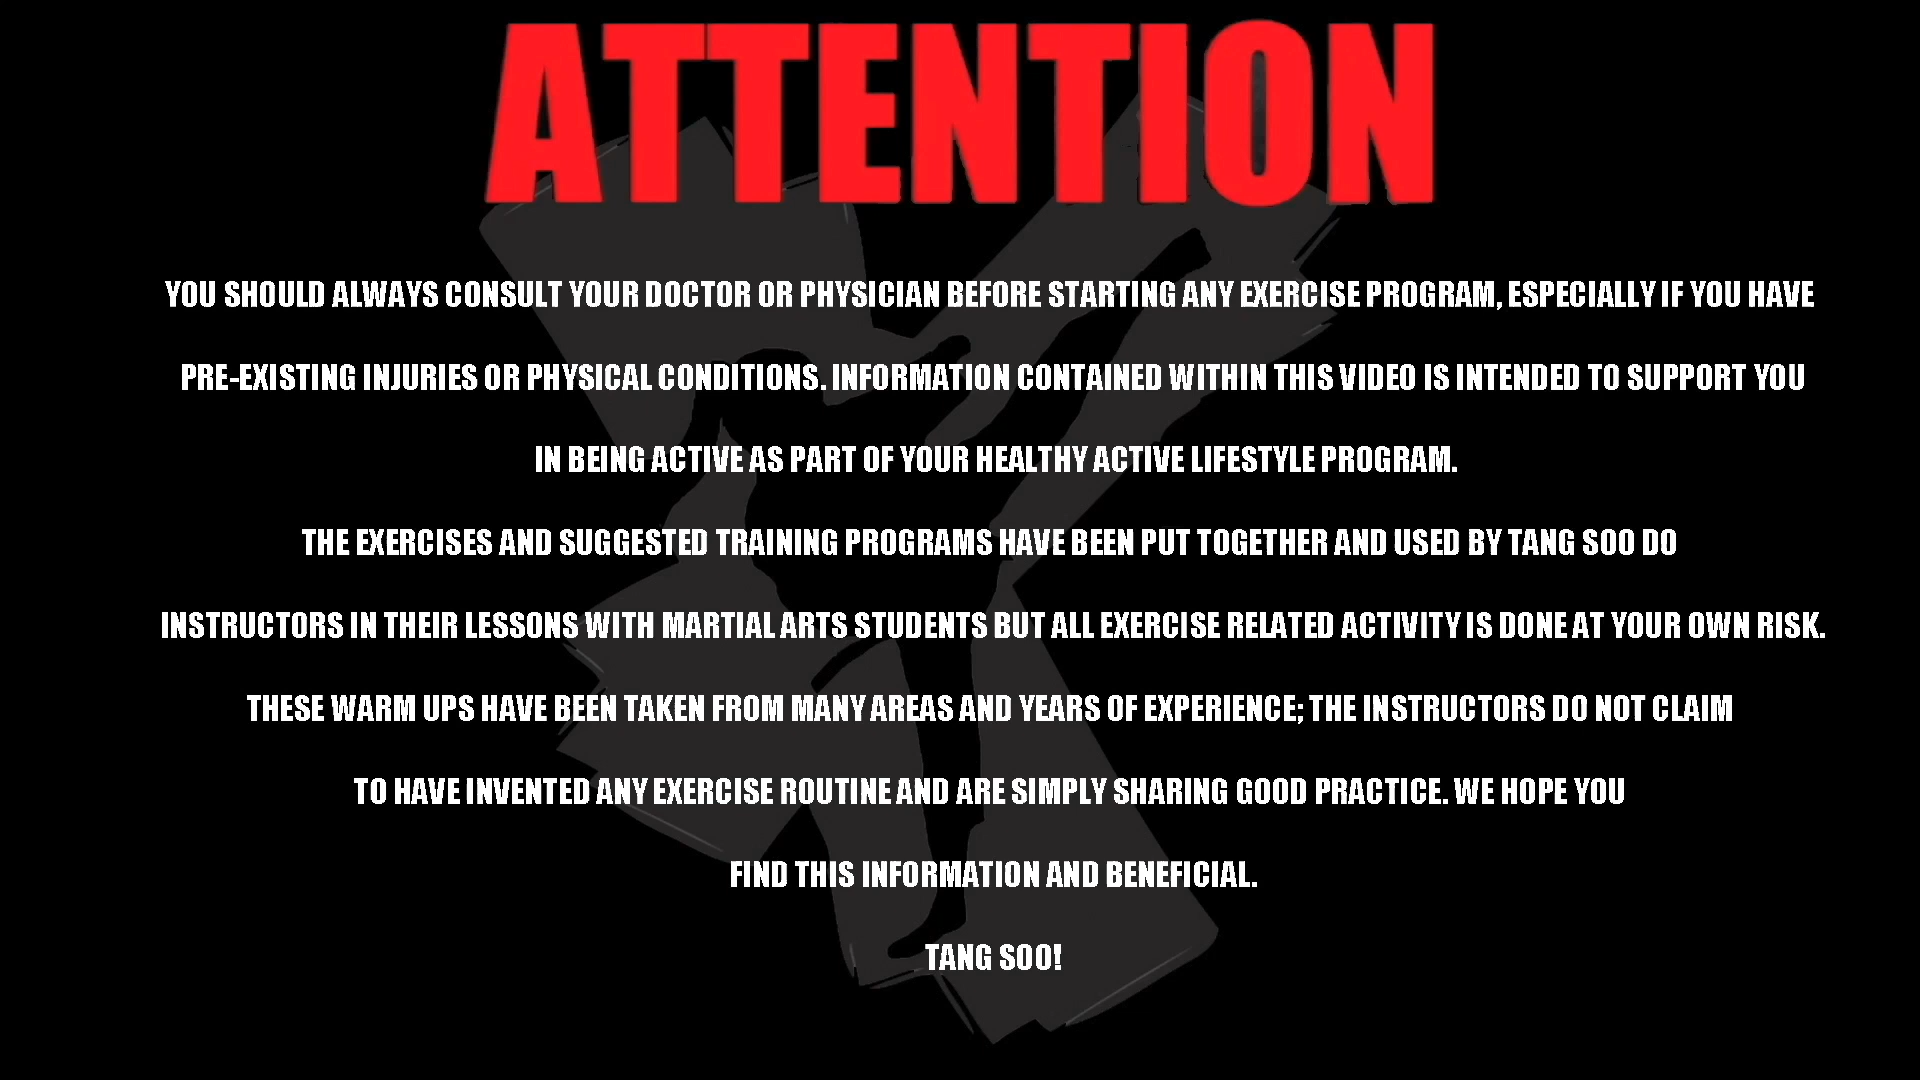 ATTENTION
YOU SHOULD ALWAYS CONSULT YOUR DOCTOR OR PHYSICIAN BEFORE STARTING ANY EXERCISE PROGRAM, ESPECIALLY IF YOU HAVE
PRE-EXISTING INJURIES OR PHYSICAL CONDITIONS. INFORMATION CONTAINED WITHIN THIS VIDEO IS INTENDED TO SUPPORT YOU
IN BEING ACTIVE AS PART OF YOUR HEALTHY ACTIVE LIFESTYLE PROGRAM.
THE EXERCISES AND SUGGESTED TRAINING PROGRAMS HAVE BEEN PUT TOGETHER AND USED BY TANG SOO DO
INSTRUCTORS IN THEIR LESSONS WITH MARTIAL ARTS STUDENTS BUT ALL EXERCISE RELATED ACTIVITY IS DONE AT YOUR OWN RISK.
THESE WARM UPS HAVE BEEN TAKEN FROM MANY AREAS AND YEARS OF EXPERIENCE; THE INSTRUCTORS DO NOT CLAIM
TO HAVE INVENTED ANY EXERCISE ROUTINE AND ARE SIMPLY SHARING GOOD PRACTICE. WE HOPE YOU
FIND THIS INFORMATION AND BENEFICIAL.
TANG SOO!